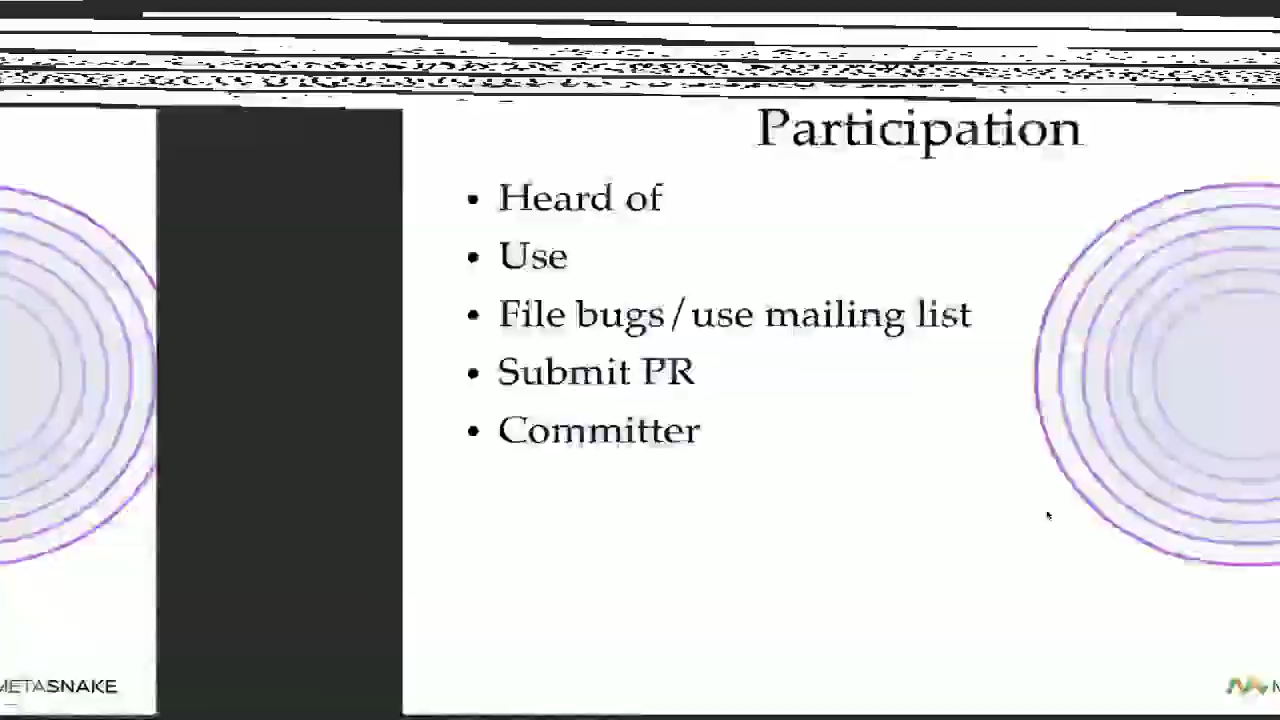 Participation
• Heard of
• Use
• File bugs/use mailing list
• Submit PR
• Committer
METASNAKE